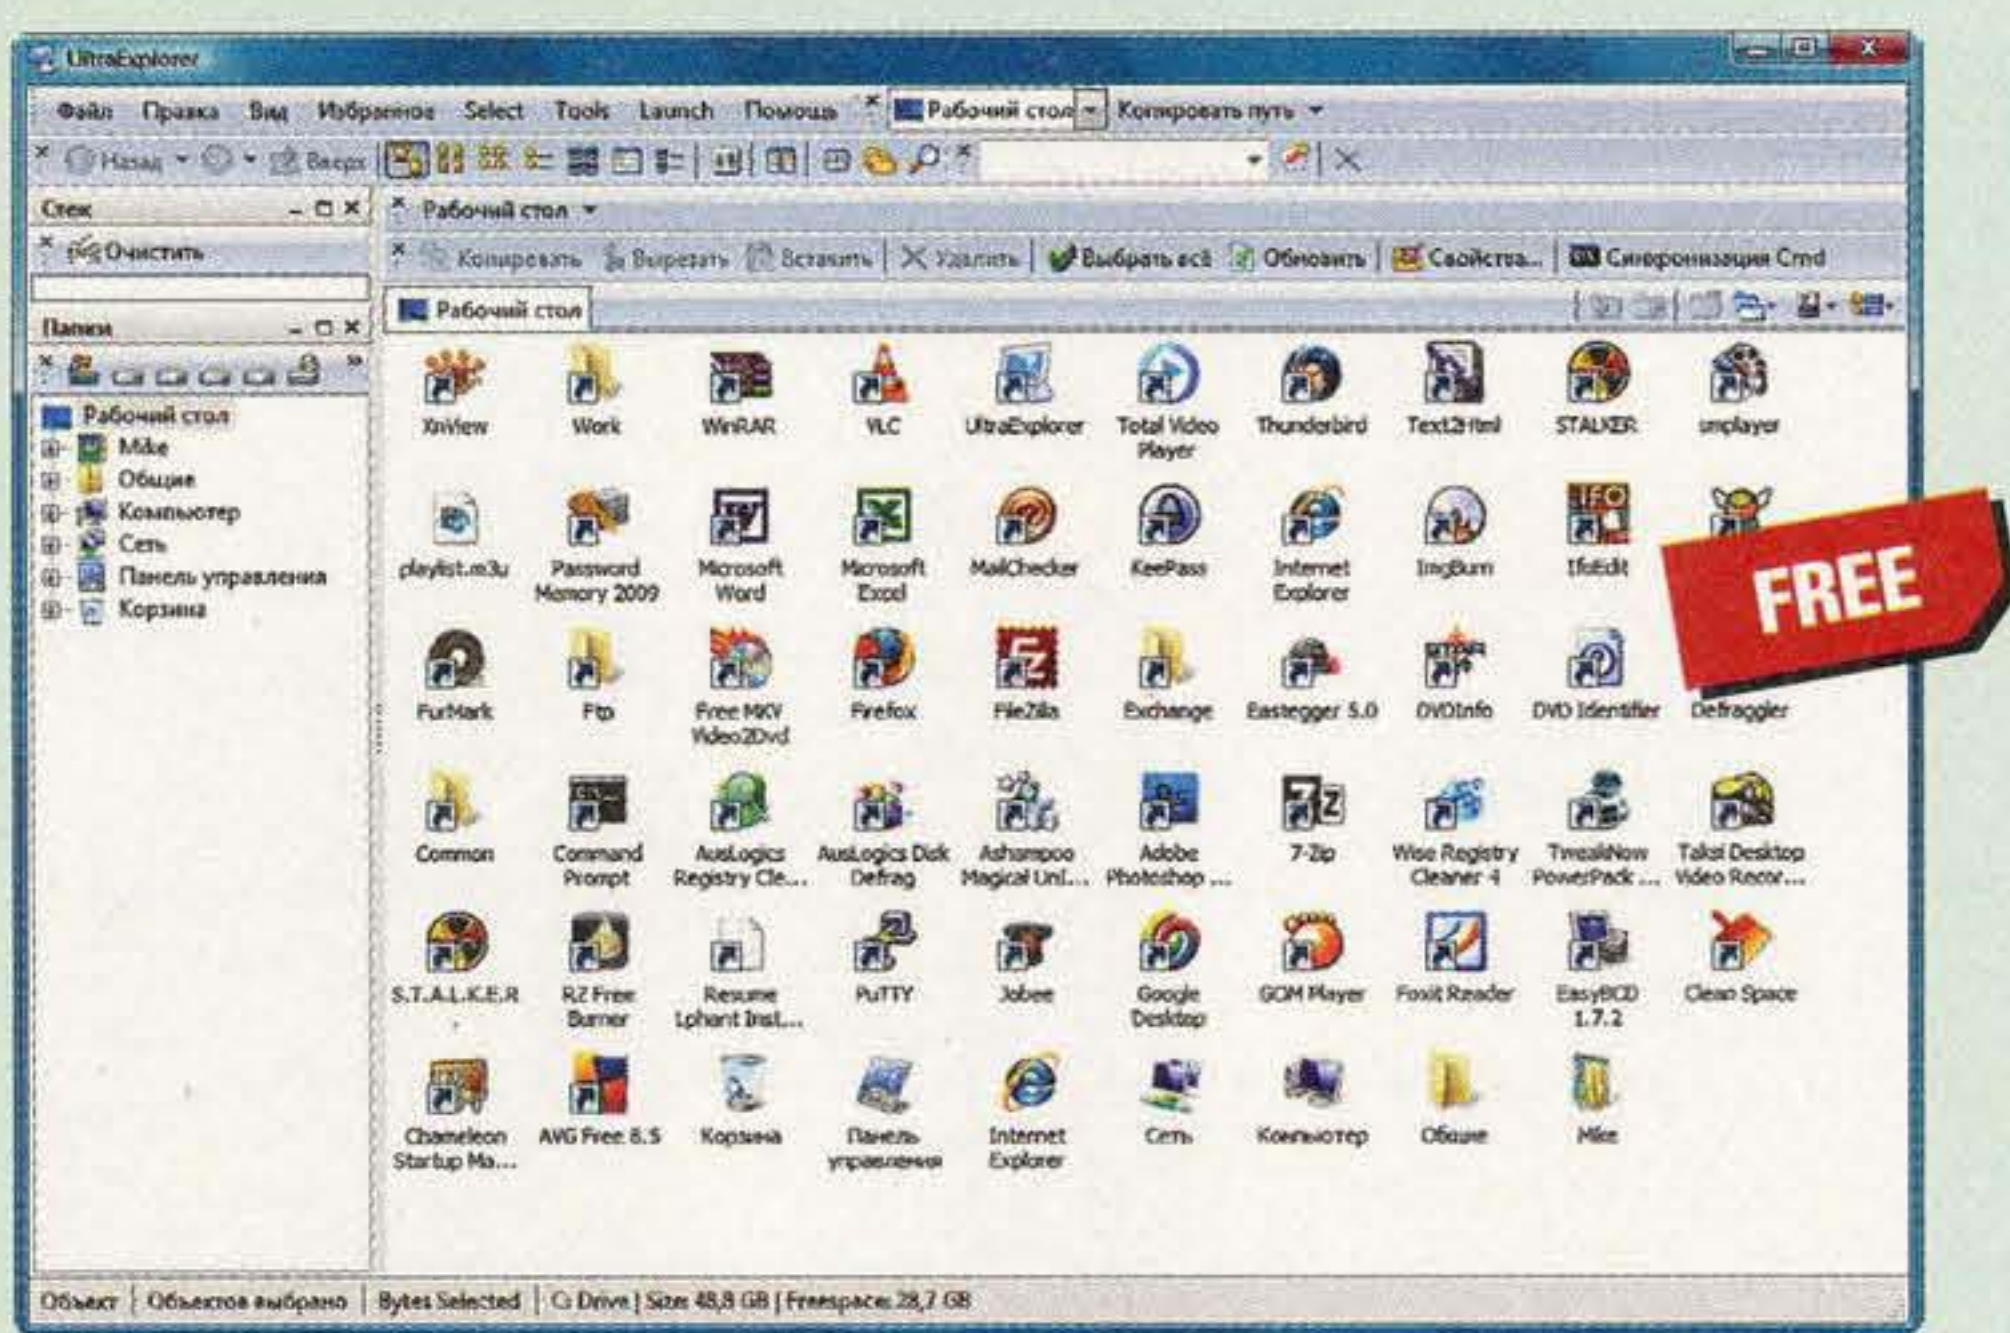 UltraExplorer
Файл Правка Вид Избранное Select Tools Launch Помощь Рабочий стол Копировать путь
Назад Вверх
Стек Рабочий стол
Очистить Копировать Вырезать Вставить Удалить Выбрать всё Обновить Свойства... Синхронизация Cmd
Папки Рабочий стол
Рабочий стол
Mike
Общие
Компьютер
Сеть
Панель управления
Корзина
XnView Work WinRAR VLC UltraExplorer Total Video Thunderbird Text2Html STALKER smplayer
Player
playlist.m3u Password Microsoft Microsoft MailChecker KeePass Internet ImgBurn IfoEdit
Memory 2009 Word Excel Explorer
FREE
FurMark Ftp Free MKV Firefox FileZilla Exchange Eastegger 5.0 DVDInfo DVD Identifier Defraggler
Video2Dvd
Common Command AusLogics AusLogics Disk Ashampoo Adobe 7-Zip Wise Registry TweakNow Taksi Desktop
Prompt Registry Cle... Defrag Magical Uni... Photoshop ... Cleaner 4 PowerPack ... Video Recor...
S.T.A.L.K.E.R RZ Free Resume PuTTY Jobee Google GOM Player Foxit Reader EasyBCD Clean Space
. Burner Lphant Inst... Desktop 1.7.2
Chameleon AVG Free 8.5 Корзина Панель Internet Сеть Компьютер Общие Mike
Startup Ma... управления Explorer
Объект Объектов выбрано Bytes Selected C: Drive | Size: 48,8 GB | Freespace: 28,7 GB